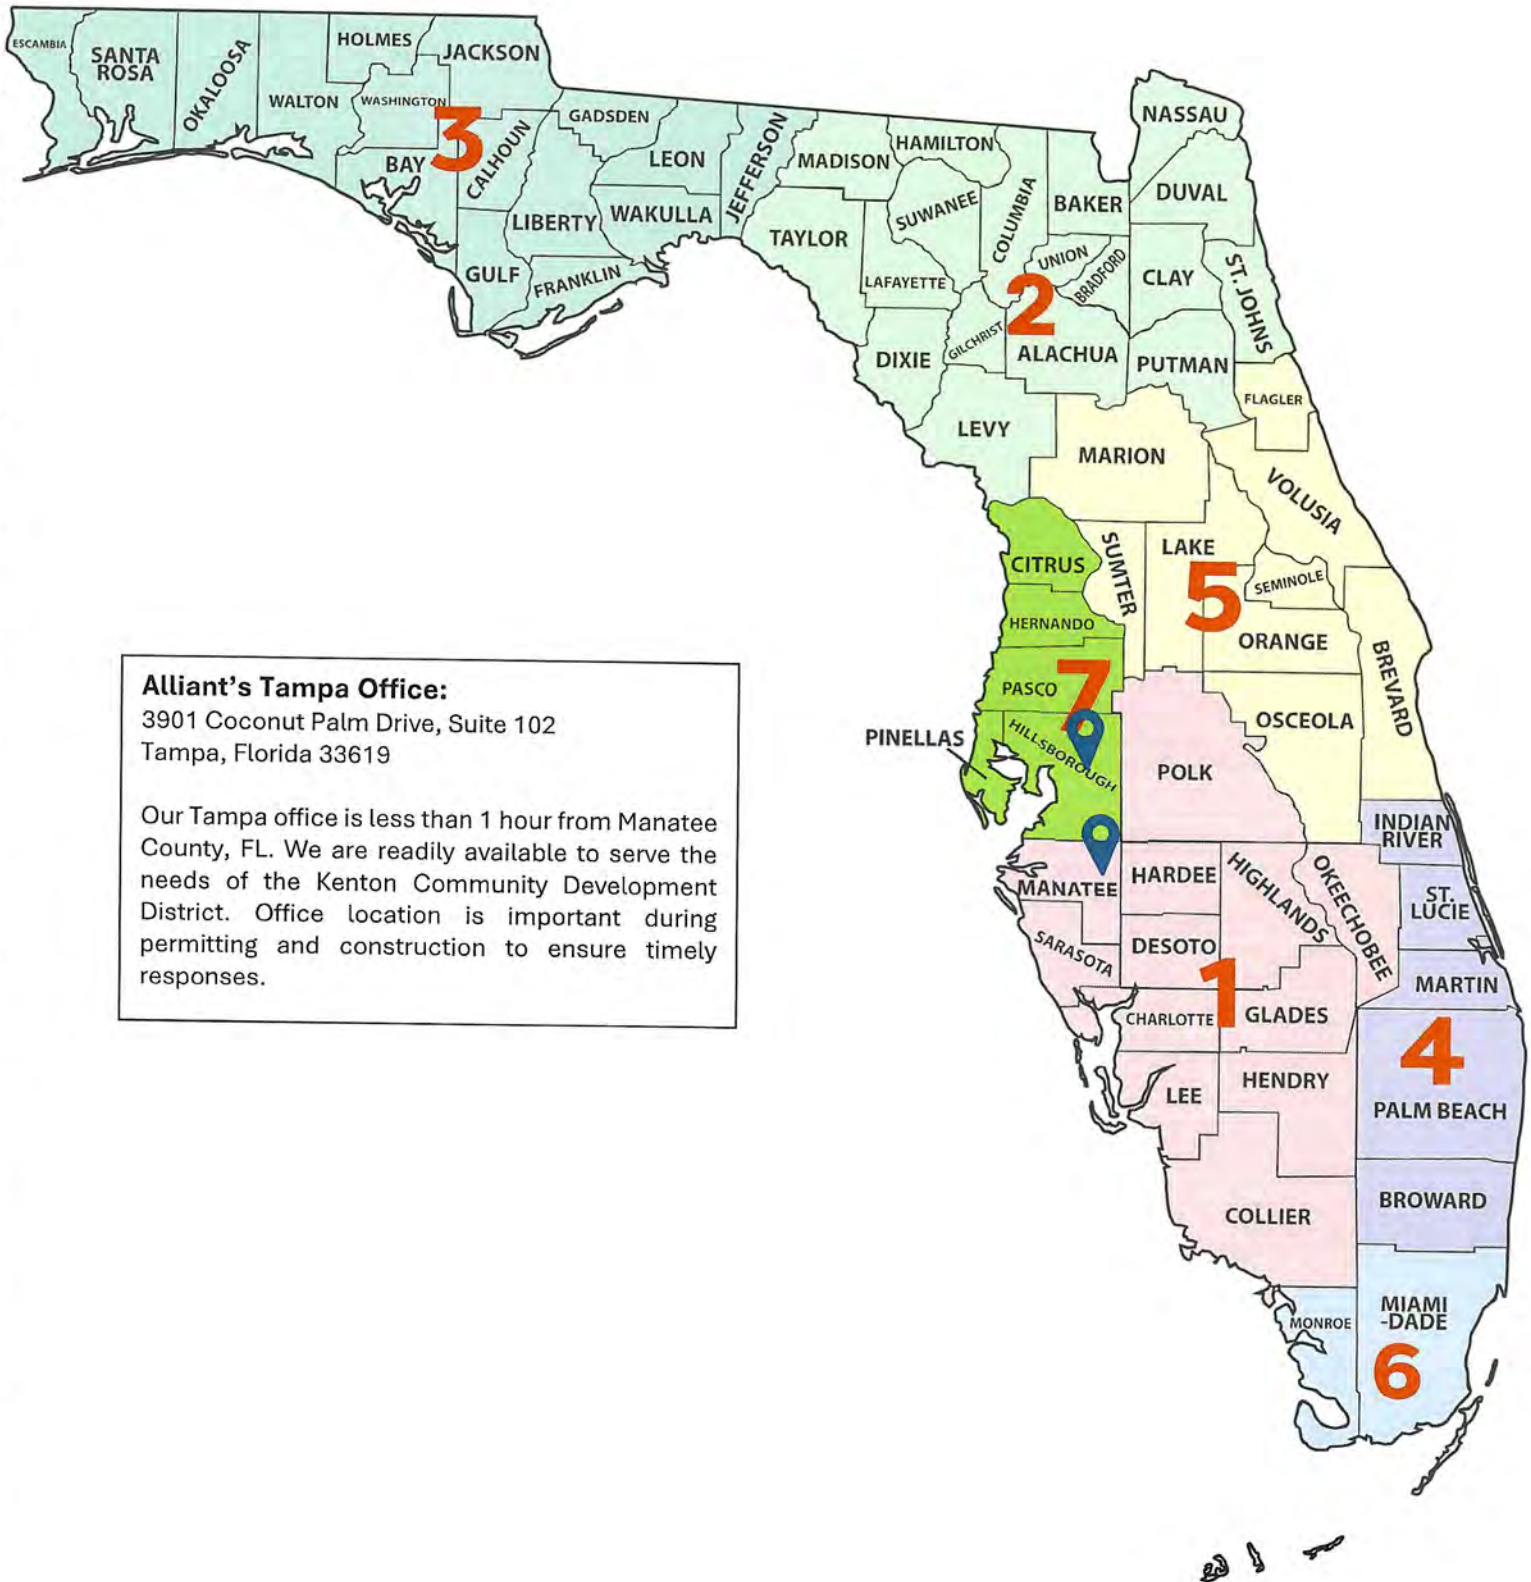 ESCAMBIA
SANTA
ROSA
OKALOOSA
WALTON
HOLMES
WASHINGTON
JACKSON
BAY
3
CALHOUN
GULF
GADSDEN
LIBERTY
FRANKLIN
LEON
WAKULLA
JEFFERSON
MADISON
TAYLOR
HAMILTON
SUWANEE
LAFAYETTE
DIXIE
COLUMBIA
GILCHRIST
LEVY
BAKER
UNION
BRADFORD
2
ALACHUA
NASSAU
DUVAL
CLAY
ST. JOHNS
PUTMAN
FLAGLER
MARION
VOLUSIA
SUMTER
LAKE
5
SEMINOLE
ORANGE
OSCEOLA
BREVARD
CITRUS
HERNANDO
PASCO
7
HILLSBOROUGH
PINELLAS
POLK
MANATEE
HARDEE
HIGHLANDS
OKEECHOBEE
SARASOTA
DESOTO
1
CHARLOTTE
GLADES
LEE
HENDRY
COLLIER
INDIAN
RIVER
ST.
LUCIE
MARTIN
4
PALM BEACH
BROWARD
MIAMI
-DADE
6
MONROE
Alliant's Tampa Office:
3901 Coconut Palm Drive, Suite 102
Tampa, Florida 33619
Our Tampa office is less than 1 hour from Manatee
County, FL. We are readily available to serve the
needs of the Kenton Community Development
District. Office location is important during
permitting and construction to ensure timely
responses.